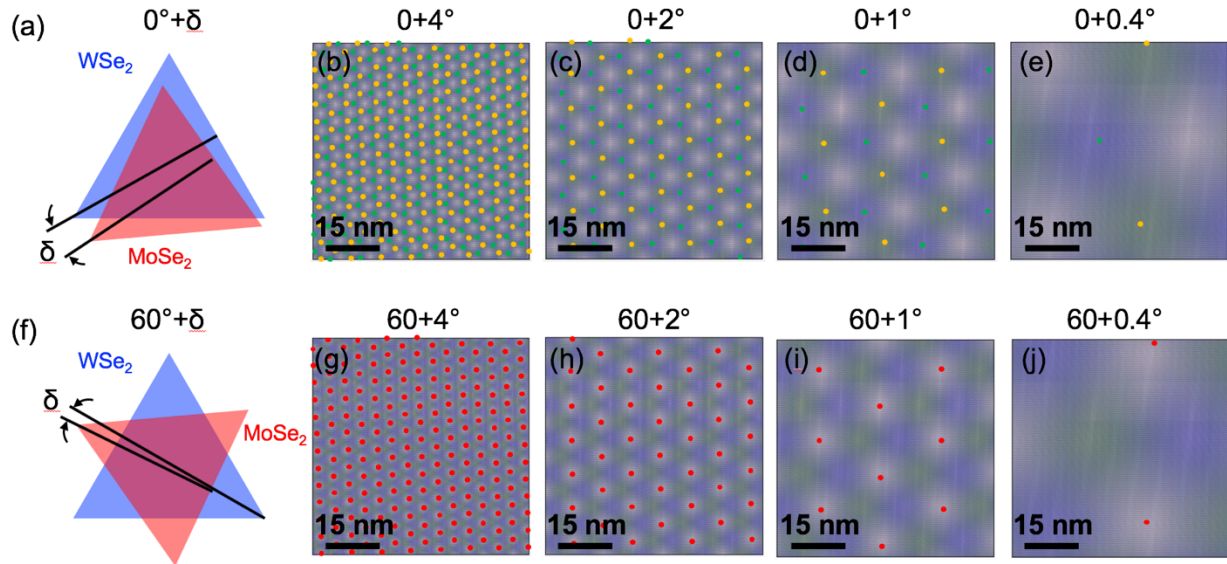 (a)
0°+δ
WSe₂
δ
MoSe₂
0+4°
(b)
15 nm
0+2°
(c)
15 nm
0+1°
(d)
15 nm
0+0.4°
(e)
15 nm
(f)
60°+δ
WSe₂
δ
MoSe₂
60+4°
(g)
15 nm
60+2°
(h)
15 nm
60+1°
(i)
15 nm
60+0.4°
(j)
15 nm